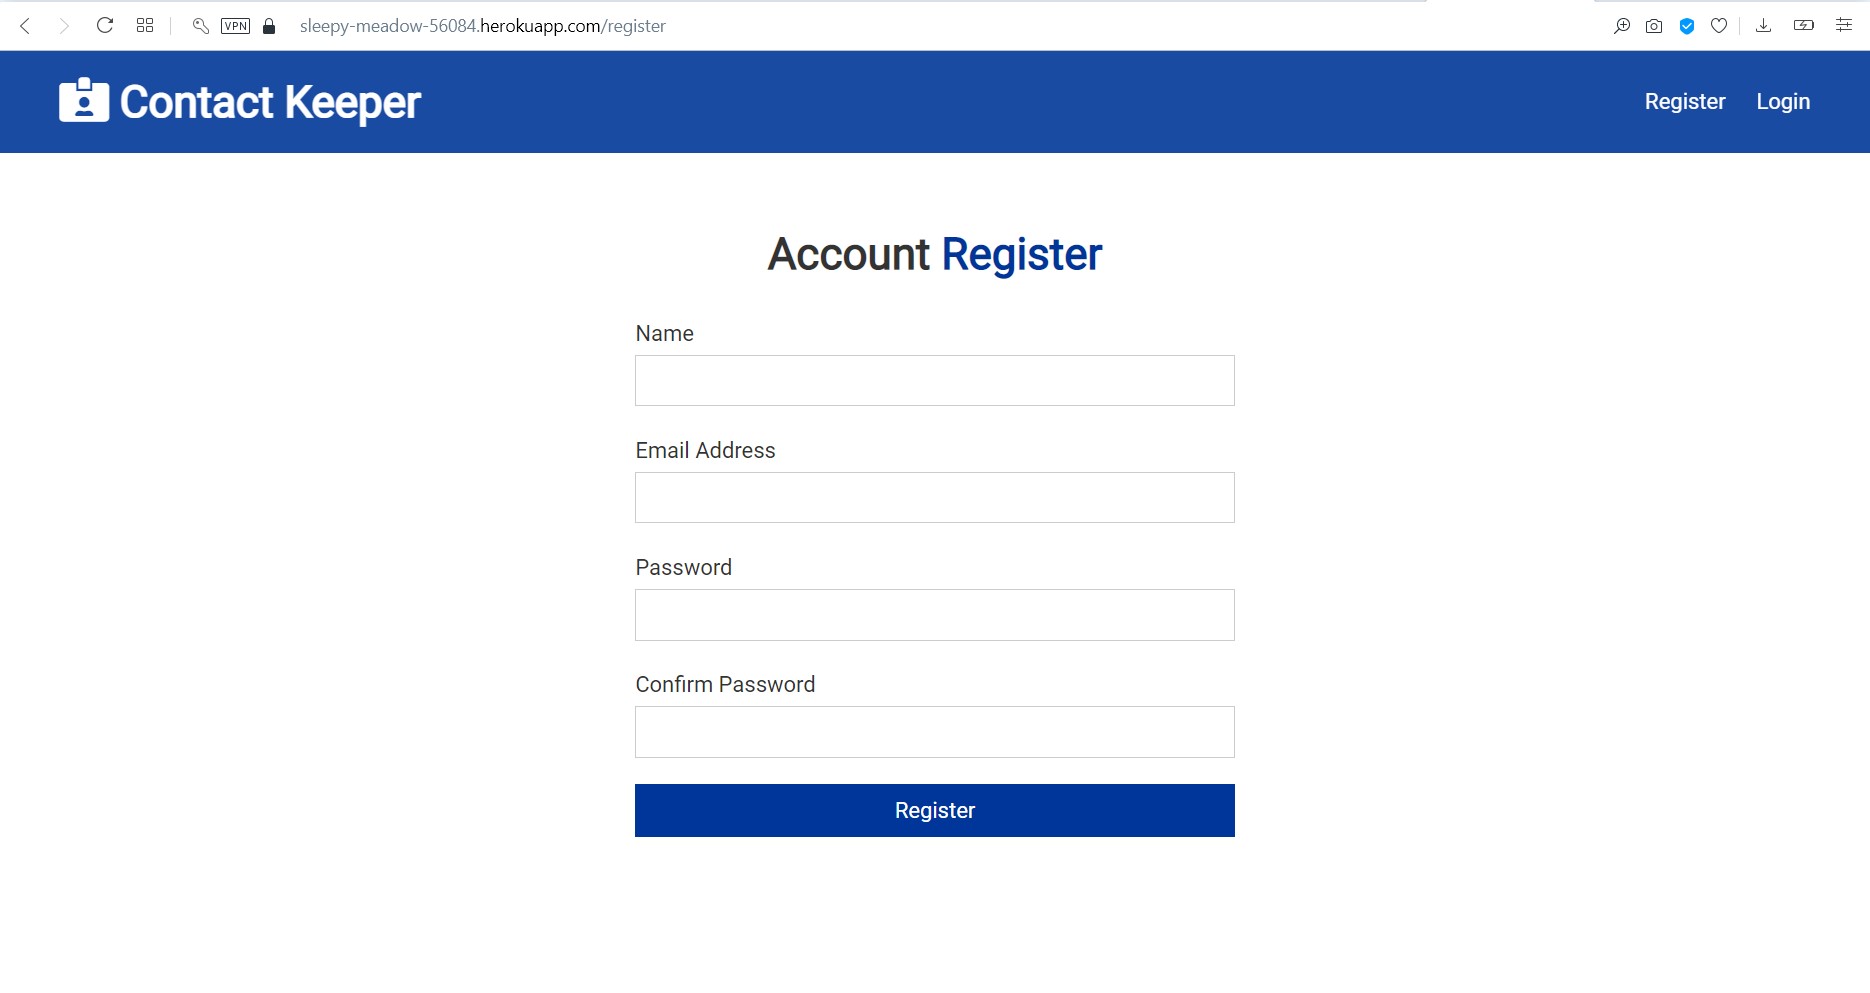 VPN sleepy-meadow-56084.herokuapp.com/register
Contact Keeper Register Login
Account Register
Name
Email Address
Password
Confirm Password
Register